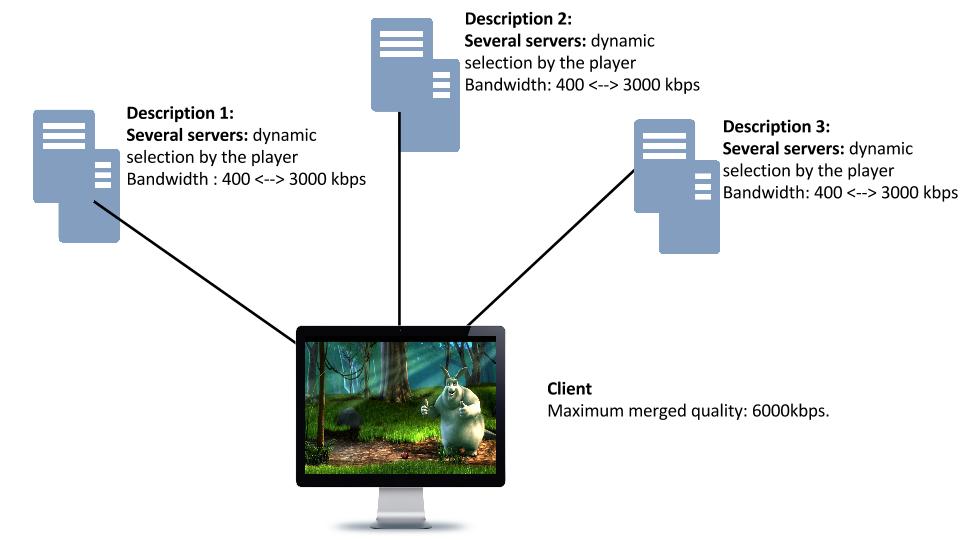 Description 2:
Several servers: dynamic
selection by the player
Bandwidth: 400 <--> 3000 kbps
Description 1:
Several servers: dynamic
selection by the player
Bandwidth : 400 <--> 3000 kbps
Description 3:
Several servers: dynamic
selection by the player
Bandwidth: 400 <--> 3000 kbps
Client
Maximum merged quality: 6000kbps.